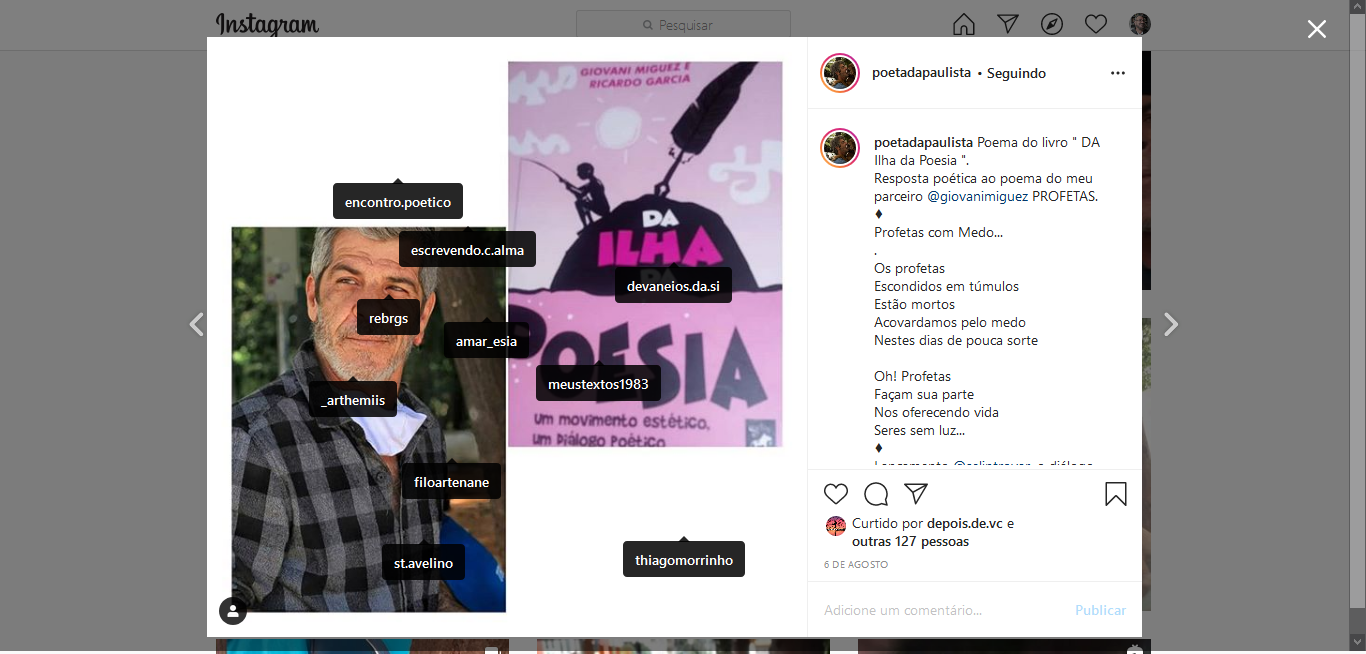 Instagram
Pesquisar
GIOVANI MIGUEZ E
RICARDO GARCIA
DA
ILHA
DA
POESIA
Um movimento estético,
um Diálogo Poético
encontro.poetico
escrevendo.c.alma
devaneios.da.si
rebrgs
amar_esia
meustextos1983
_arthemiis
filoartenane
st.avelino
thiagomorrinho
poetadapaulista • Seguindo
poetadapaulista Poema do livro " DA
Ilha da Poesia ".
Resposta poética ao poema do meu
parceiro @giovanimiguez PROFETAS.
♦
Profetas com Medo...
.
Os profetas
Escondidos em túmulos
Estão mortos
Acovardamos pelo medo
Nestes dias de pouca sorte
Oh! Profetas
Façam sua parte
Nos oferecendo vida
Seres sem luz...
♦
Curtido por depois.de.vc e
outras 127 pessoas
6 DE AGOSTO
Adicione um comentário...
Publicar